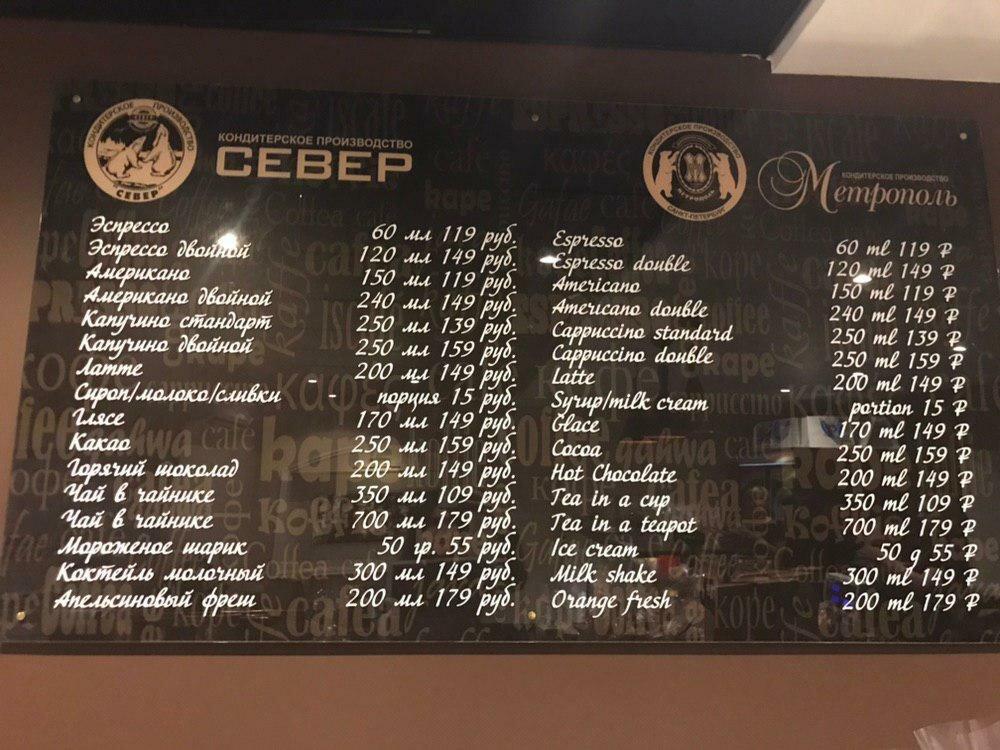 КОНДИТЕРСКОЕ ПРОИЗВОДСТВО
СЕВЕР
КОНДИТЕРСКОЕ ПРОИЗВОДСТВО
СЕВЕР
Эспрессо 60 мл 119 руб.
Эспрессо двойной 120 мл 149 руб.
Американо 150 мл 119 руб.
Американо двойной 240 мл 149 руб.
Капучино стандарт 250 мл 139 руб.
Капучино двойной 250 мл 159 руб.
Латте 200 мл 149 руб.
Сироп/молоко/сливки - порция 15 руб.
Гляссе 170 мл 149 руб.
Какао 250 мл 159 руб.
Горячий шоколад 200 мл 149 руб.
Чай в чайнике 350 мл 109 руб.
Чай в чайнике 700 мл 179 руб.
Мороженое шарик 50 гр. 55 руб.
Коктейль молочный 300 мл 149 руб.
Апельсиновый фреш 200 мл 179 руб.
КОНДИТЕРСКОЕ ПРОИЗВОДСТВО
М
МЕТРОПОЛЬ
САНКТ-ПЕТЕРБУРГ
КОНДИТЕРСКОЕ ПРОИЗВОДСТВО
Метрополь
Espresso 60 ml 119 ₽
Espresso double 120 ml 149 ₽
Americano 150 ml 119 ₽
Americano double 240 ml 149 ₽
Cappuccino standard 250 ml 139 ₽
Cappuccino double 250 ml 159 ₽
Latte 200 ml 149 ₽
Syrup/milk cream portion 15 ₽
Glace 170 ml 149 ₽
Cocoa 250 ml 159 ₽
Hot Chocolate 200 ml 149 ₽
Tea in a cup 350 ml 109 ₽
Tea in a teapot 700 ml 179 ₽
Ice cream 50 g 55 ₽
Milk shake 300 ml 149 ₽
Orange fresh 200 ml 179 ₽